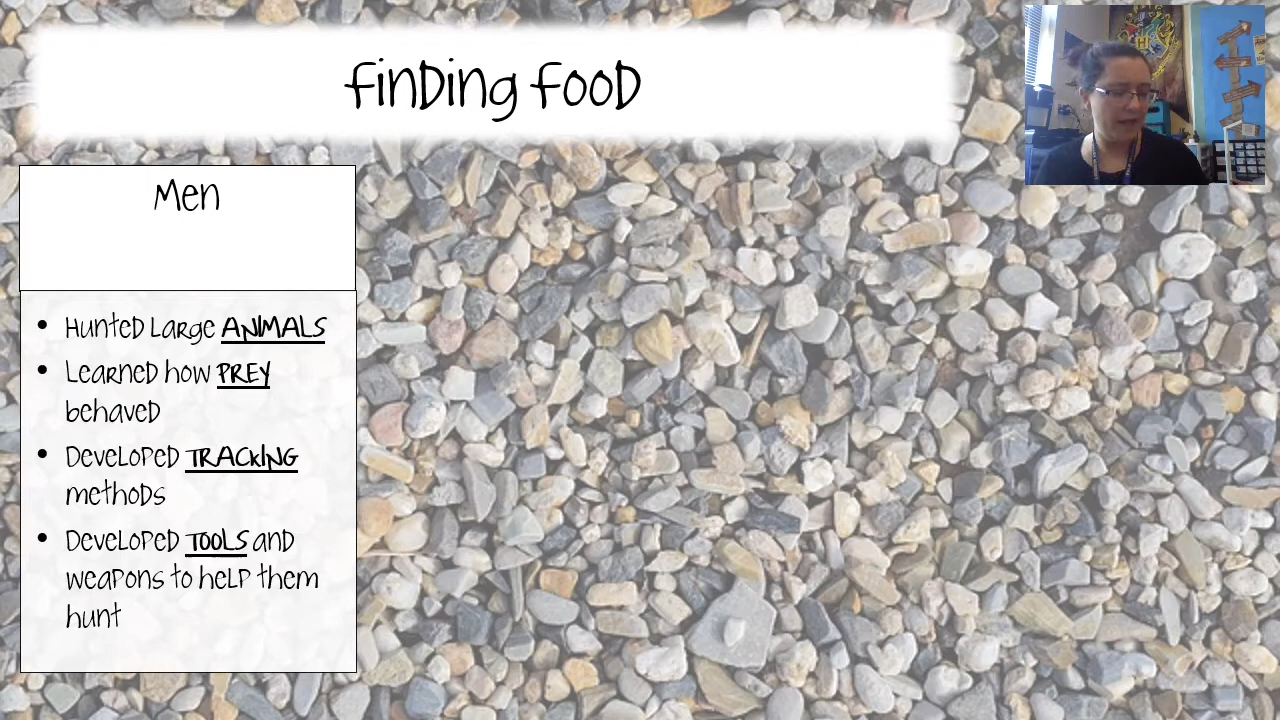 Finding Food
Men
• Hunted Large ANIMALS
• Learned how PREY
behaved
• Developed TRACKING
methods
• Developed TOOLS and
weapons to help them
hunt